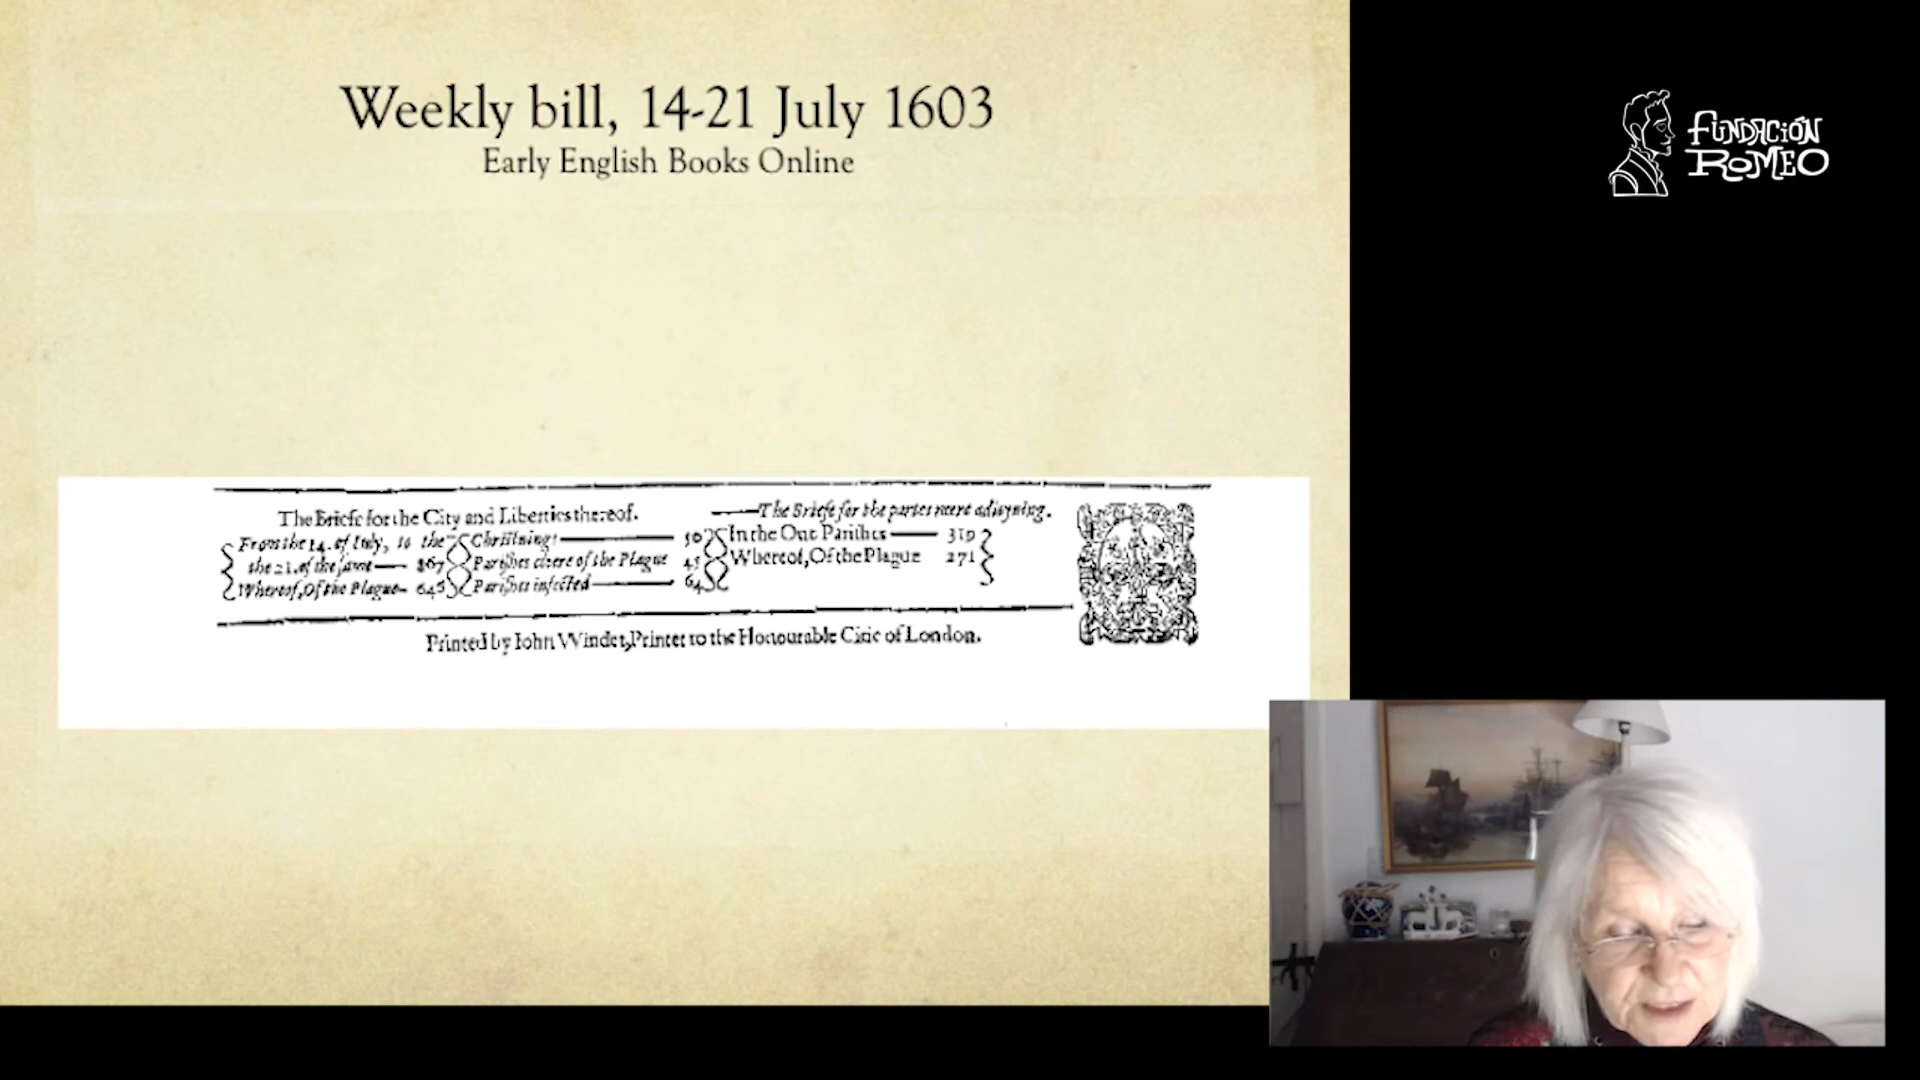 Weekly bill, 14-21 July 1603
Early English Books Online
FUNDACIÓN
ROMEO
The Briefe for the City and Liberties thereof.
From the 14. of Iuly, to the
the 21. of the same 867
Whereof, Of the Plague 645
Christnings 50
Parishes cleere of the Plague 45
Parishes infected 64
The Briefe for the partes neere adioyning.
In the Out Parishes 319
Whereof, Of the Plague 271
Printed by Iohn Windet, Printer to the Honourable Citie of London.